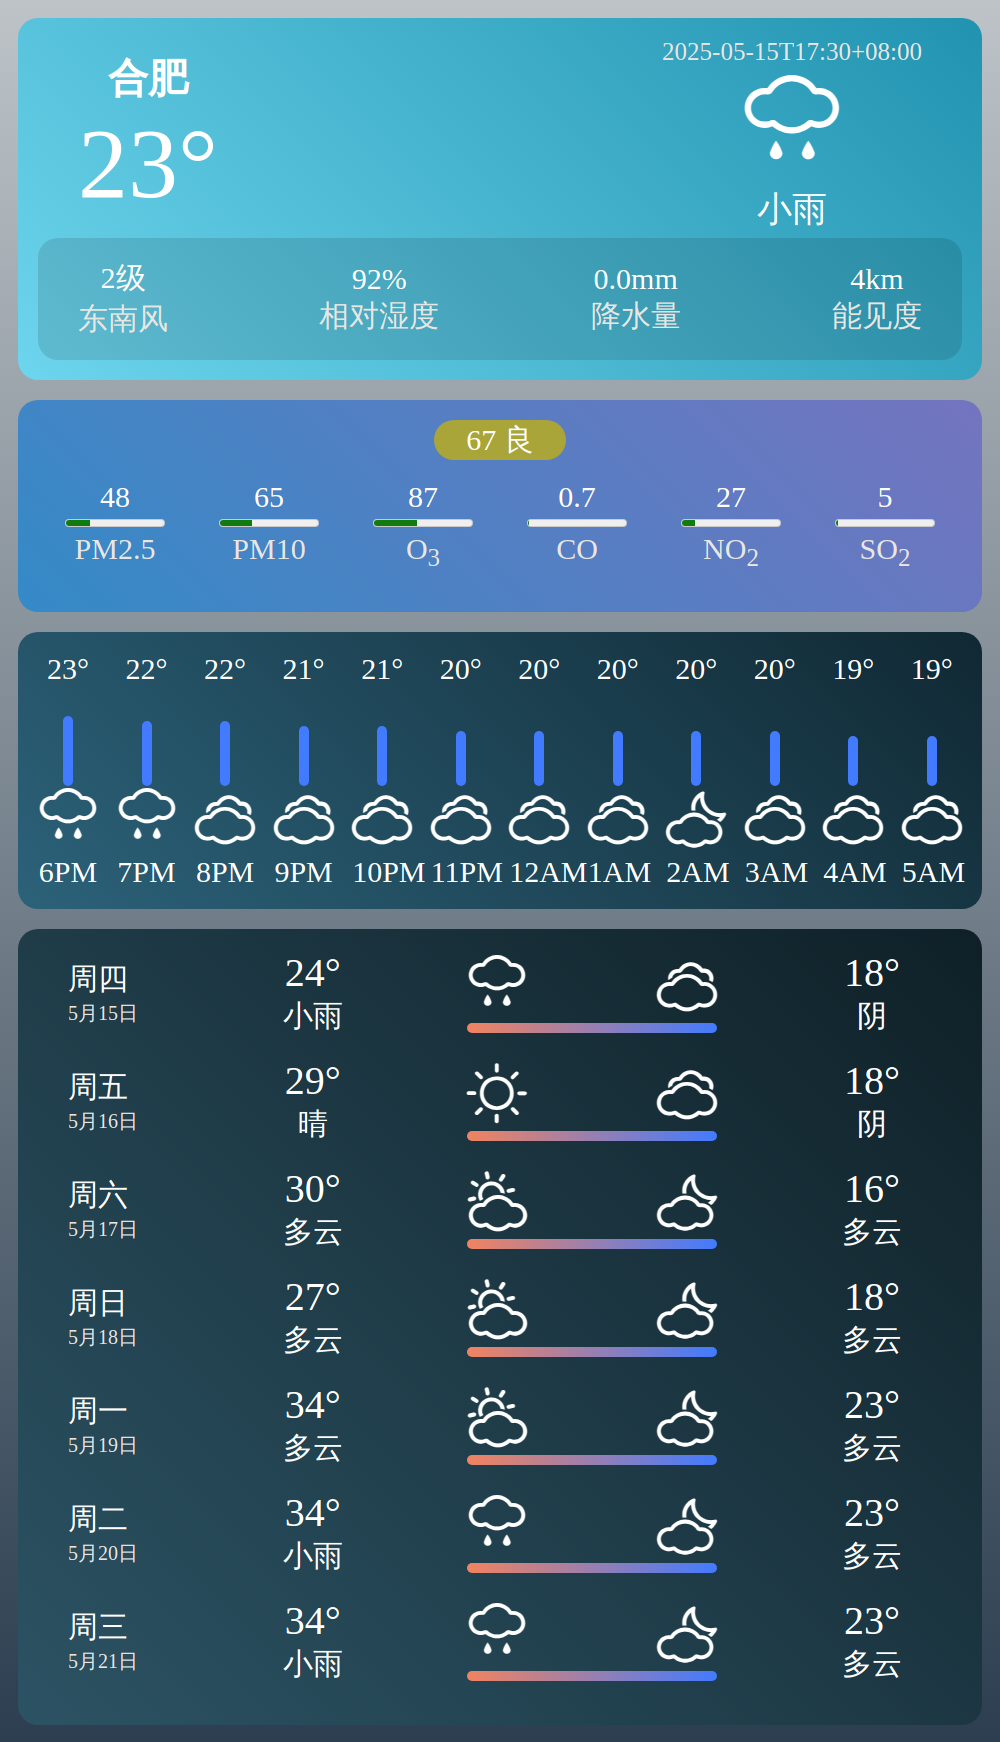 合肥
23°
2025-05-15T17:30+08:00
小雨
2级 92% 0.0mm 4km
东南风 相对湿度 降水量 能见度
67 良
48 65 87 0.7 27 5
PM2.5 PM10 O3 CO NO2 SO2
23° 22° 22° 21° 21° 20° 20° 20° 20° 20° 19° 19°
6PM 7PM 8PM 9PM 10PM 11PM 12AM 1AM 2AM 3AM 4AM 5AM
周四 24° 18°
5月15日 小雨 阴
周五 29° 18°
5月16日 晴 阴
周六 30° 16°
5月17日 多云 多云
周日 27° 18°
5月18日 多云 多云
周一 34° 23°
5月19日 多云 多云
周二 34° 23°
5月20日 小雨 多云
周三 34° 23°
5月21日 小雨 多云